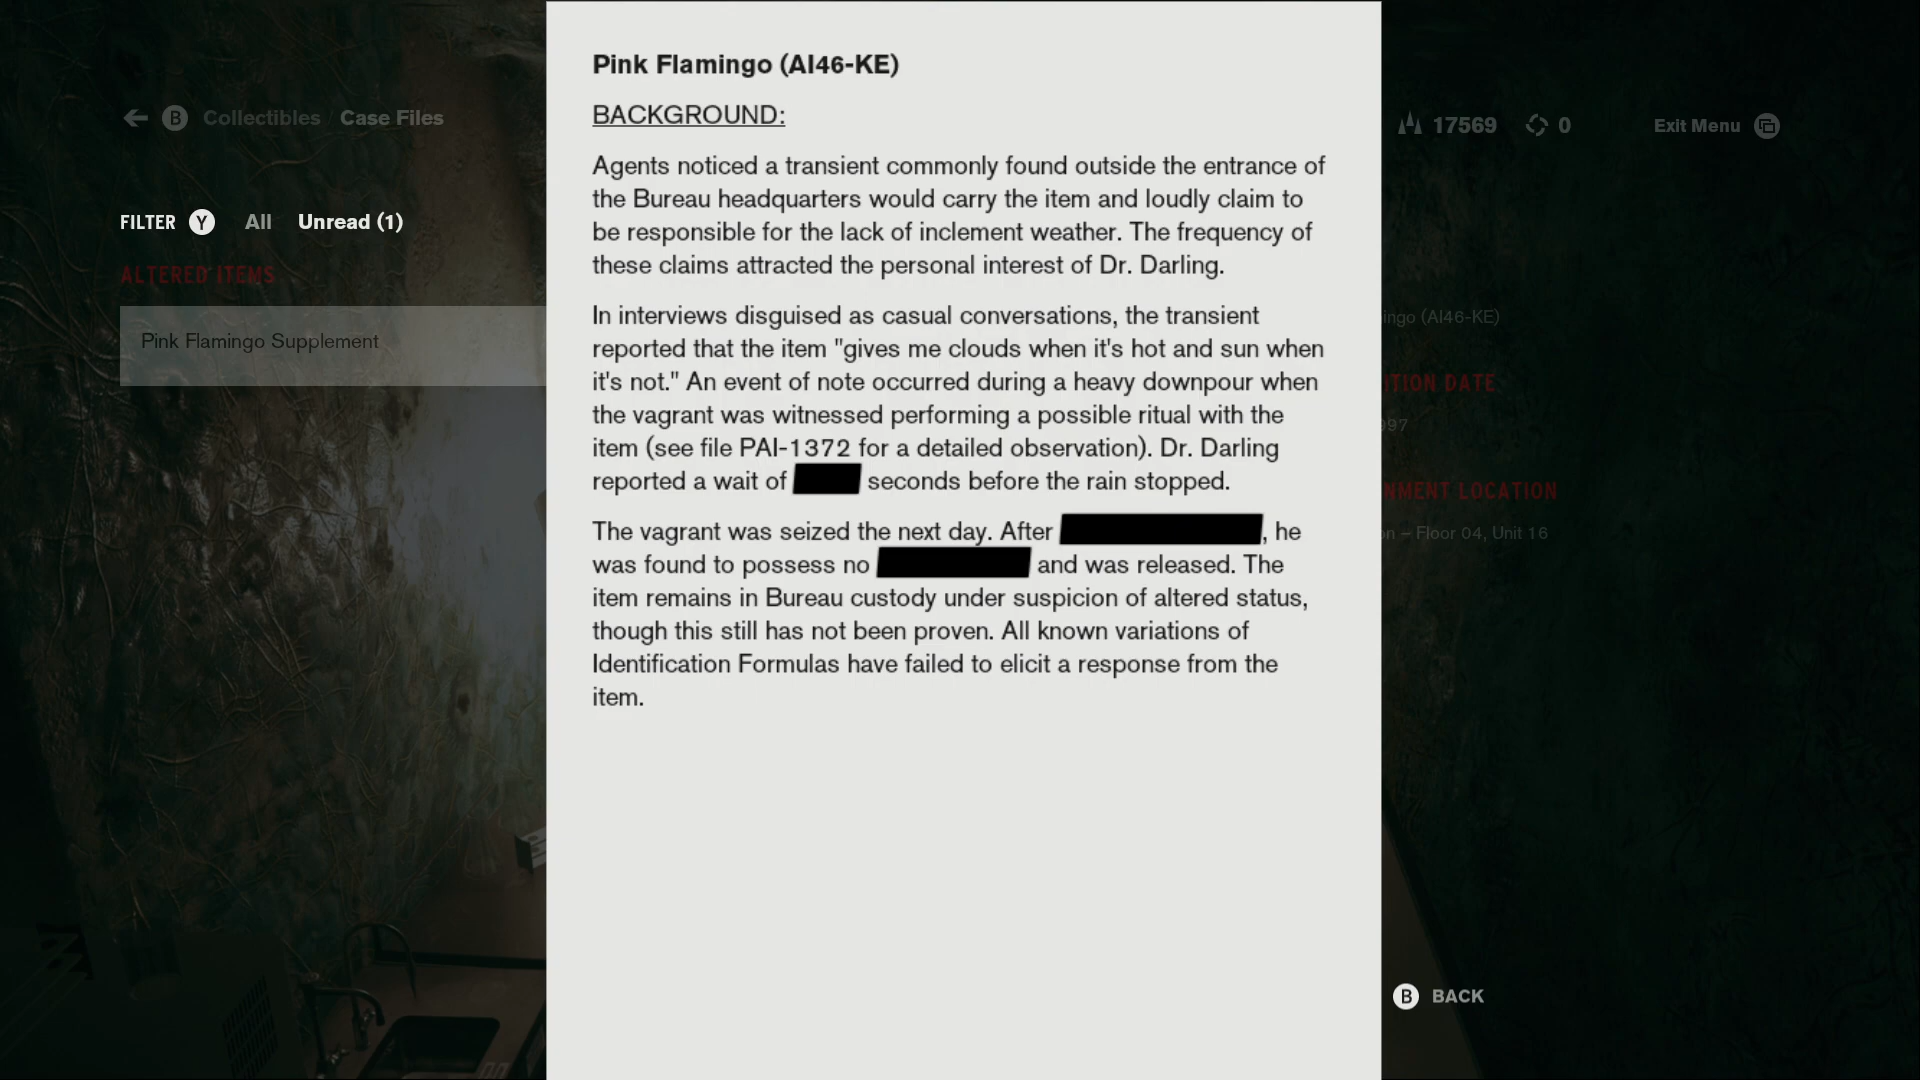 Pink Flamingo (AI46-KE)
BACKGROUND:
Agents noticed a transient commonly found outside the entrance of
the Bureau headquarters would carry the item and loudly claim to
be responsible for the lack of inclement weather. The frequency of
these claims attracted the personal interest of Dr. Darling.
In interviews disguised as casual conversations, the transient
reported that the item "gives me clouds when it's hot and sun when
it's not." An event of note occurred during a heavy downpour when
the vagrant was witnessed performing a possible ritual with the
item (see file PAI-1372 for a detailed observation). Dr. Darling
reported a wait of seconds before the rain stopped.
The vagrant was seized the next day. After , he
was found to possess no and was released. The
item remains in Bureau custody under suspicion of altered status,
though this still has not been proven. All known variations of
Identification Formulas have failed to elicit a response from the
item.
B Collectibles / Case Files
FILTER Y All Unread (1)
ALTERED ITEMS
Pink Flamingo Supplement
17569 0 Exit Menu
(AI46-KE)
DATE
LOCATION
– Floor 04, Unit 16
B BACK